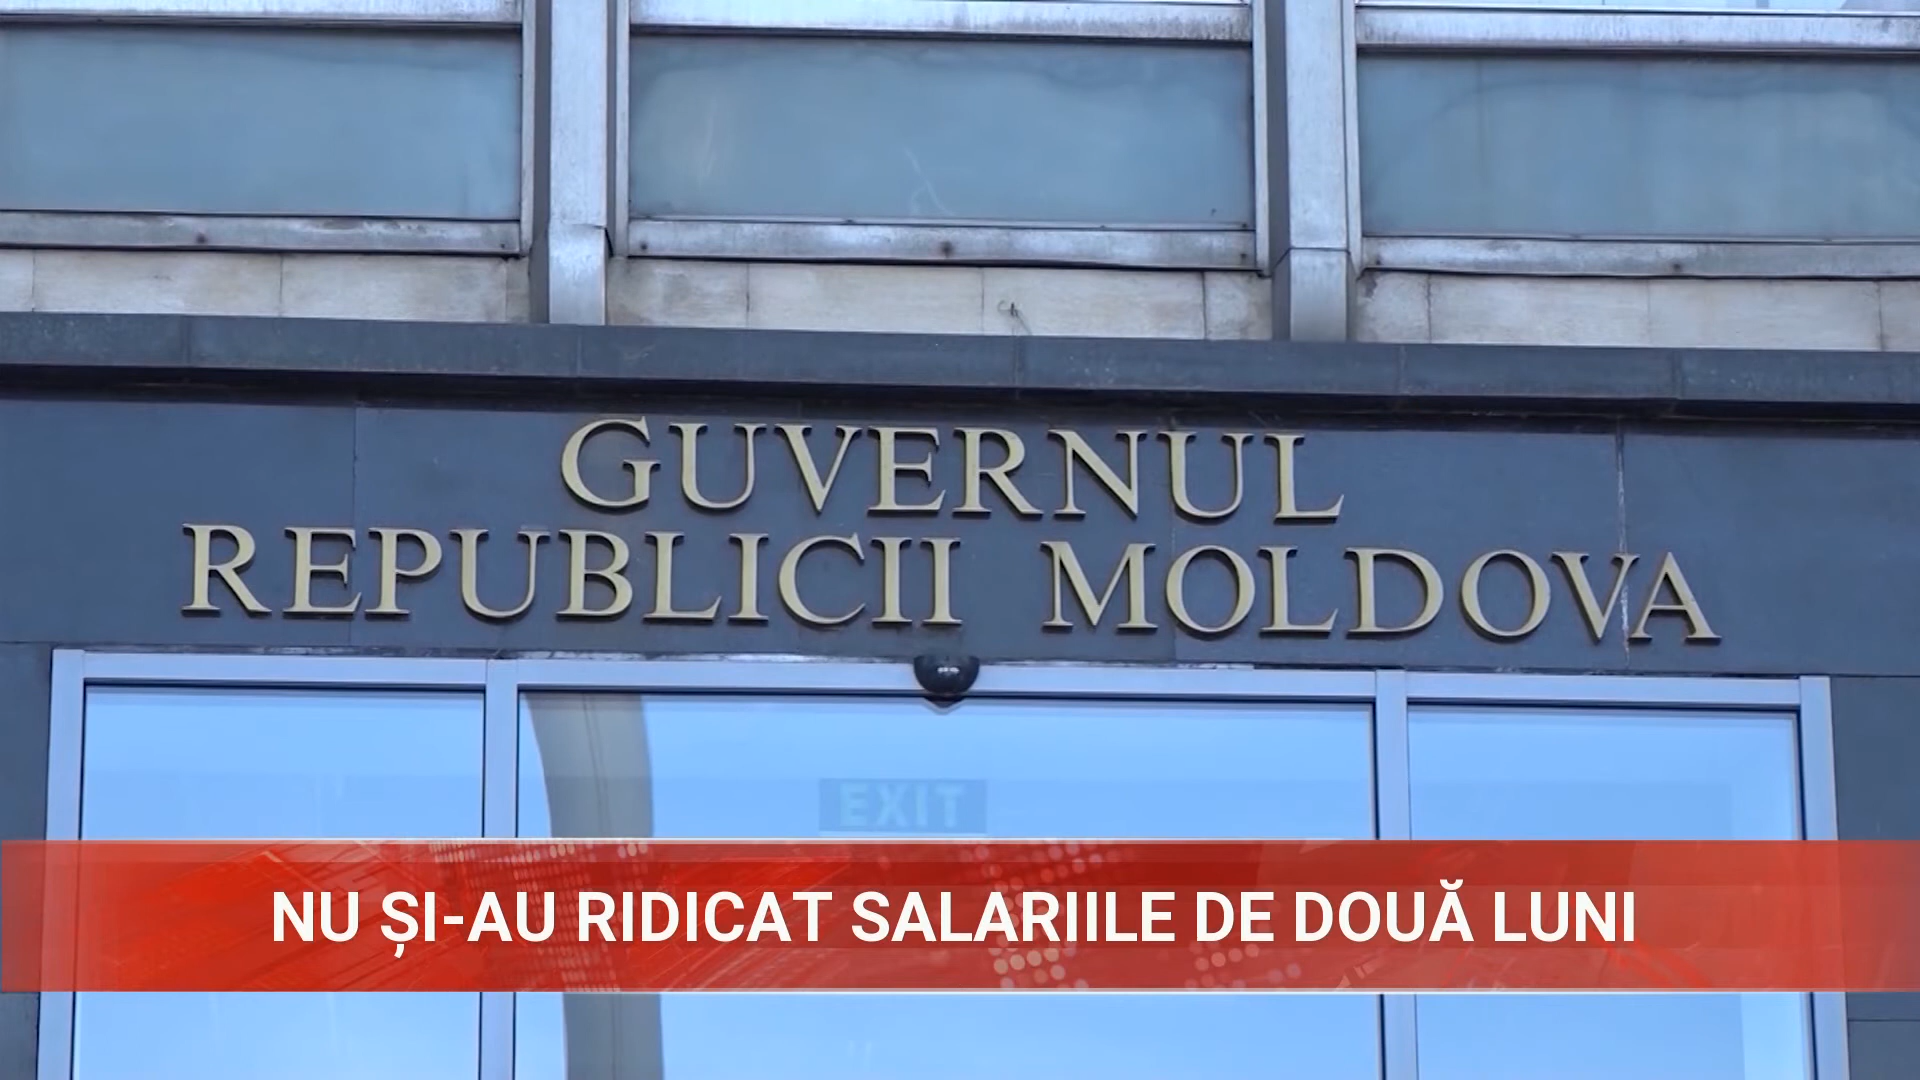 GUVERNUL
REPUBLICII MOLDOVA
EXIT
NU ȘI-AU RIDICAT SALARIILE DE DOUĂ LUNI